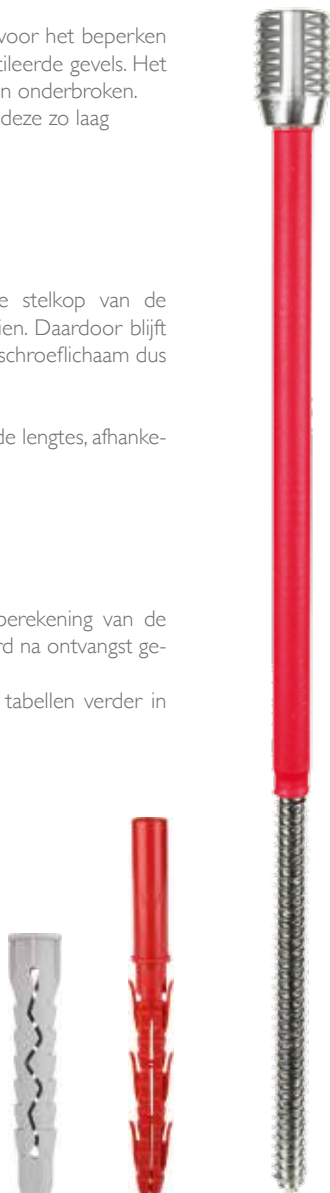 voor het beperken
tileerde gevels. Het
n onderbroken.
deze zo laag
e stelkop van de
ien. Daardoor blijft
schroeflichaam dus
de lengtes, afhanke-
berekening van de
rd na ontvangst ge-
tabellen verder in